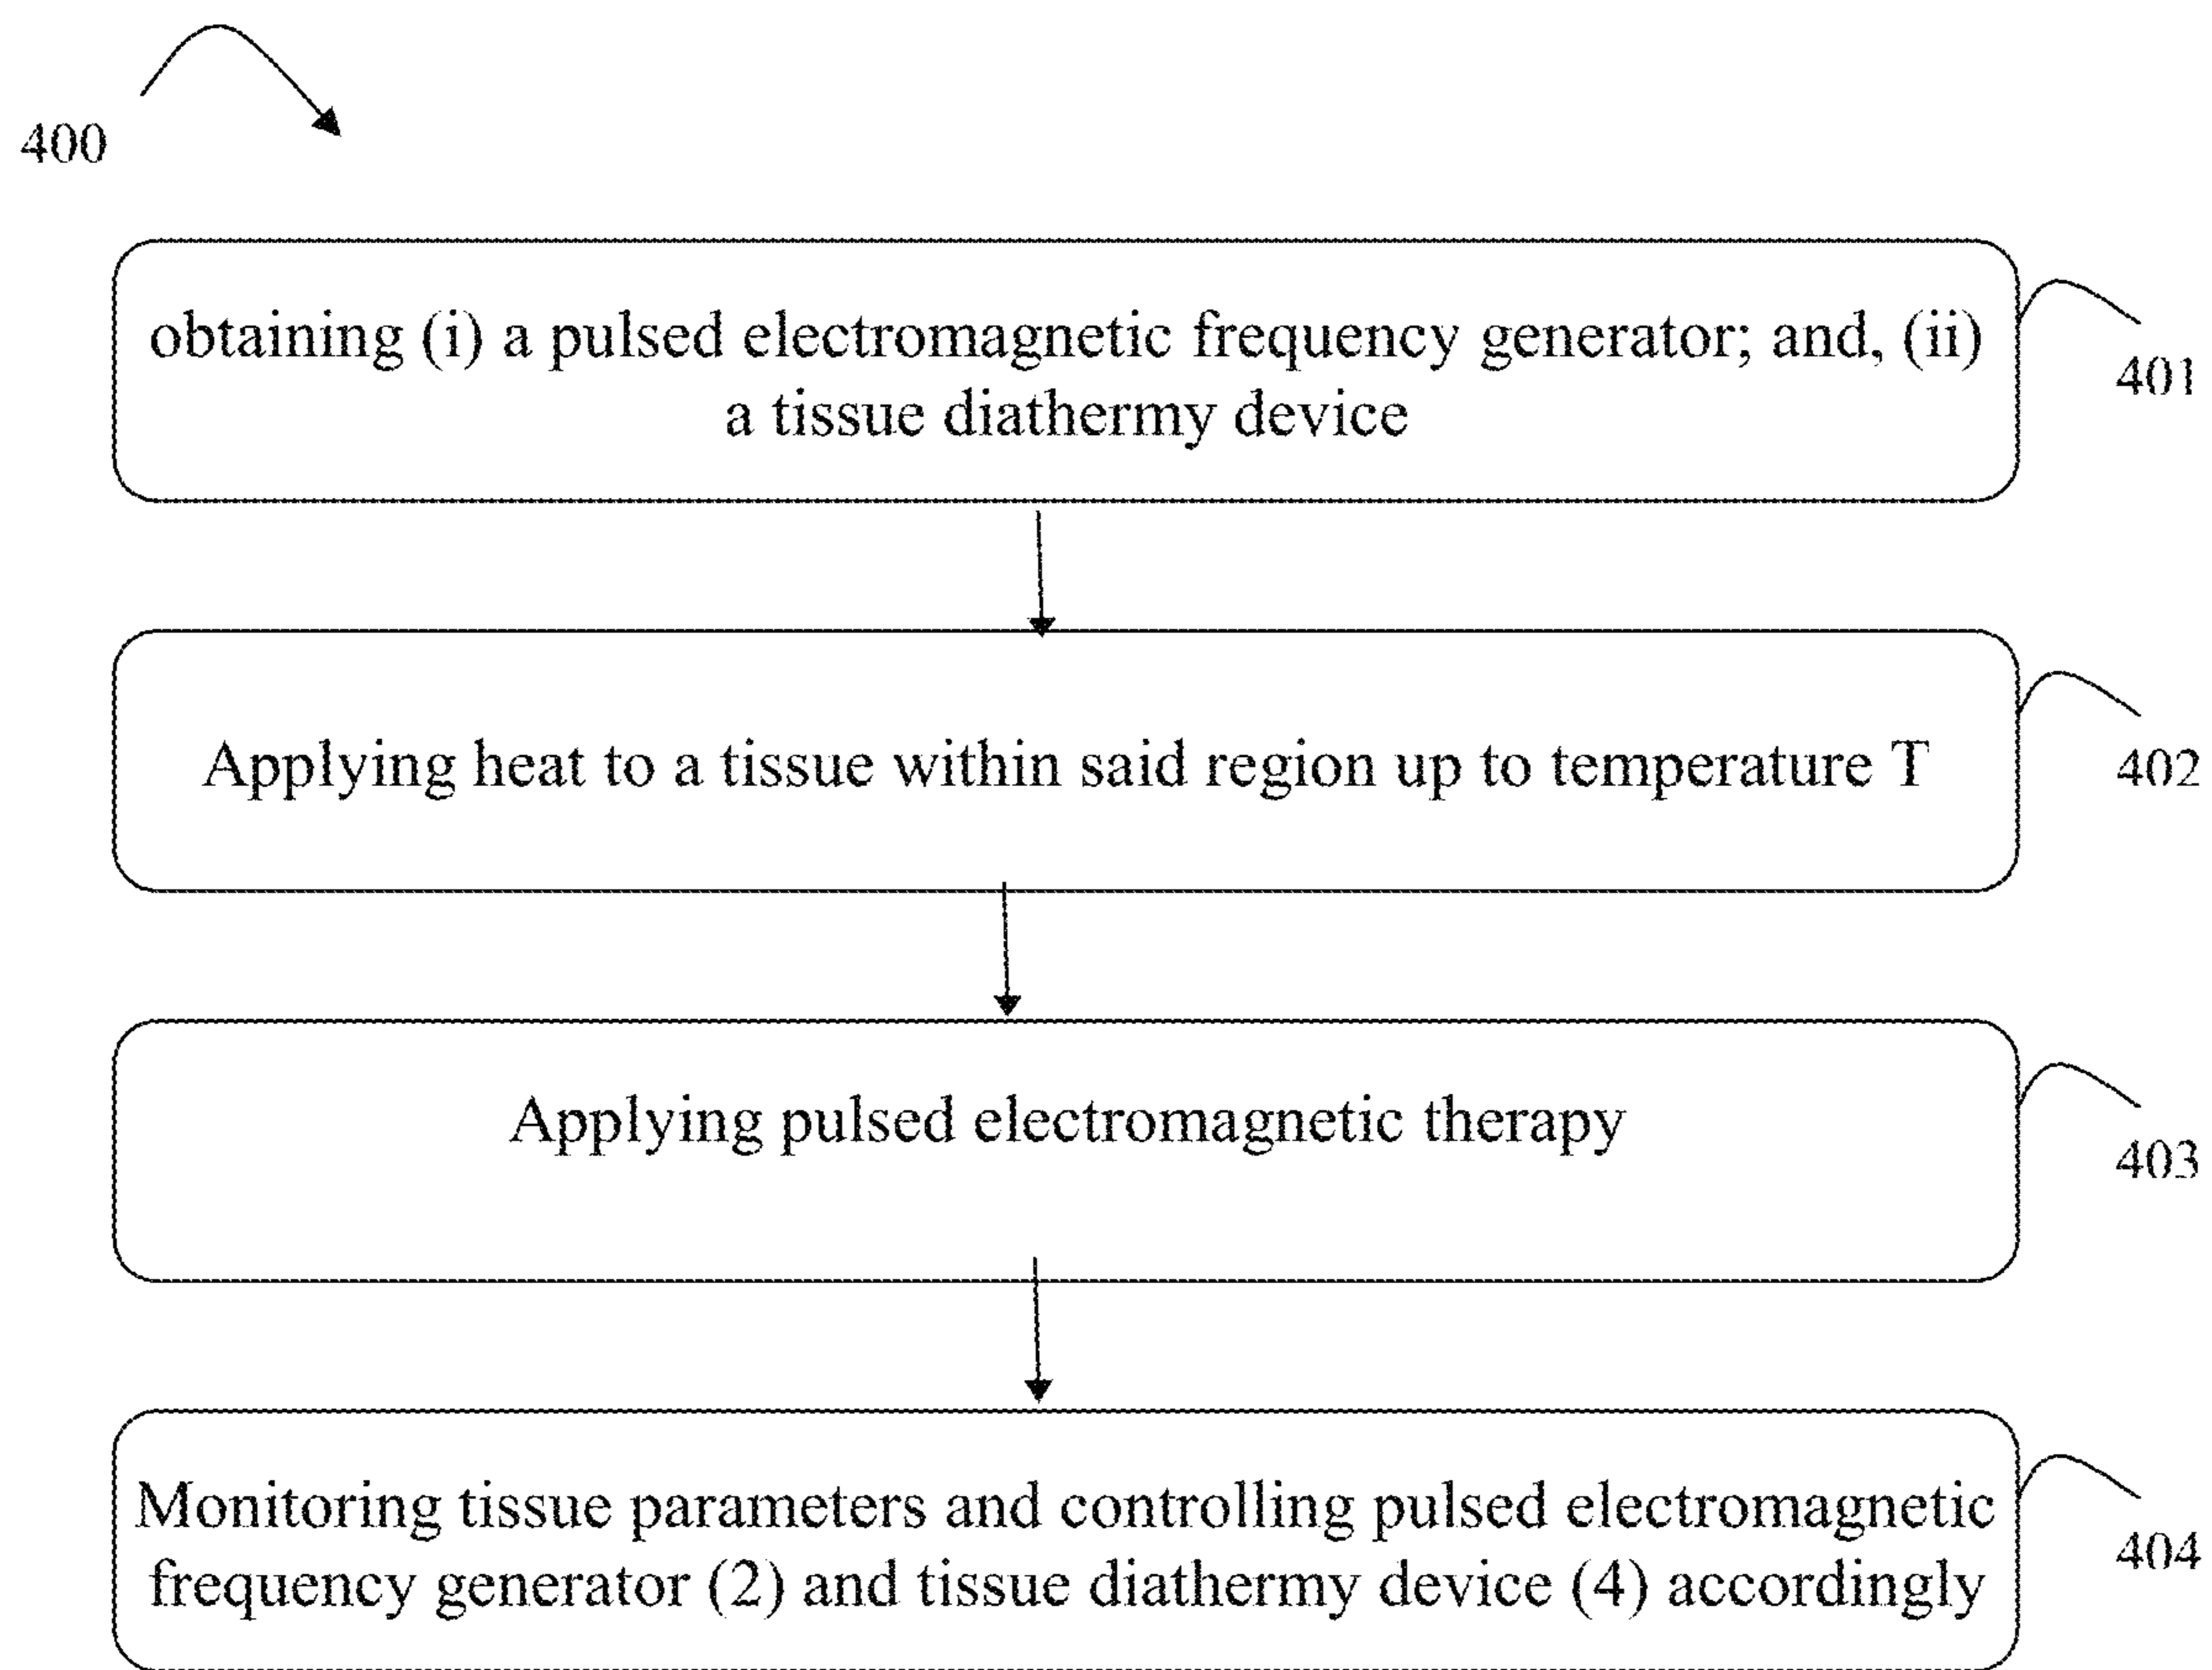 400
obtaining (i) a pulsed electromagnetic frequency generator; and, (ii)
a tissue diathermy device
401
Applying heat to a tissue within said region up to temperature T
402
Applying pulsed electromagnetic therapy
403
Monitoring tissue parameters and controlling pulsed electromagnetic
frequency generator (2) and tissue diathermy device (4) accordingly
404